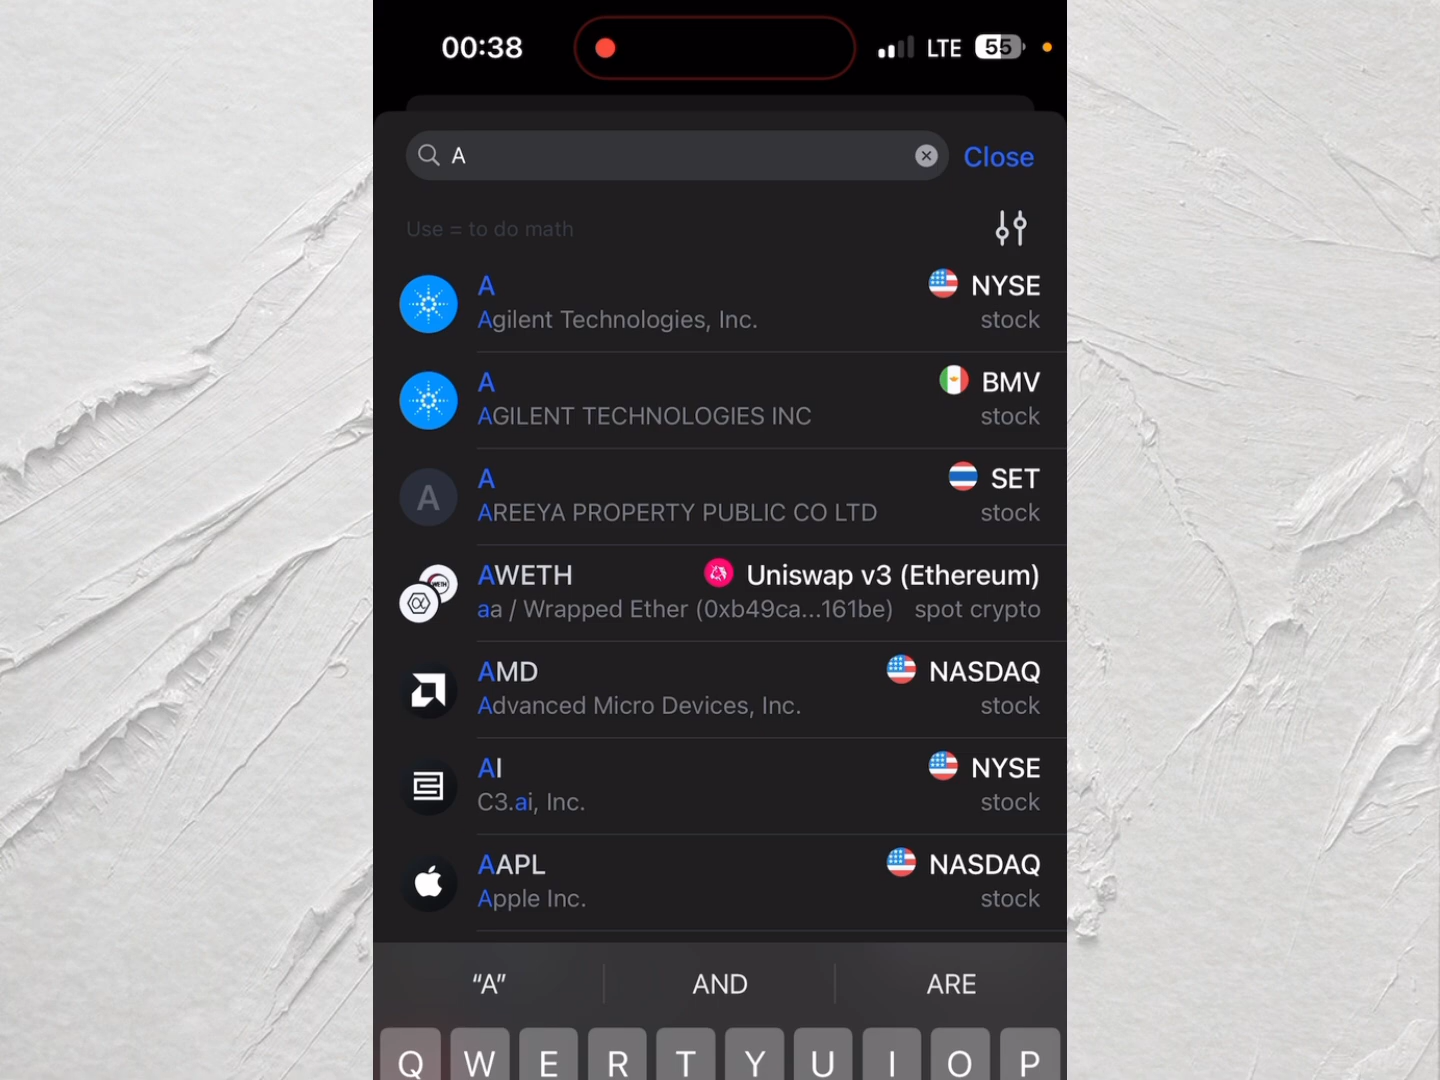 00:38
LTE
55
A
Close
Use = to do math
A
NYSE
Agilent Technologies, Inc.
stock
A
BMV
AGILENT TECHNOLOGIES INC
stock
A
A
SET
AREEYA PROPERTY PUBLIC CO LTD
stock
WETH
AWETH
Uniswap v3 (Ethereum)
aa / Wrapped Ether (0xb49ca...161be)
spot crypto
AMD
NASDAQ
Advanced Micro Devices, Inc.
stock
AI
NYSE
C3.ai, Inc.
stock
AAPL
NASDAQ
Apple Inc.
stock
“A”
AND
ARE
Q W E R T Y U I O P